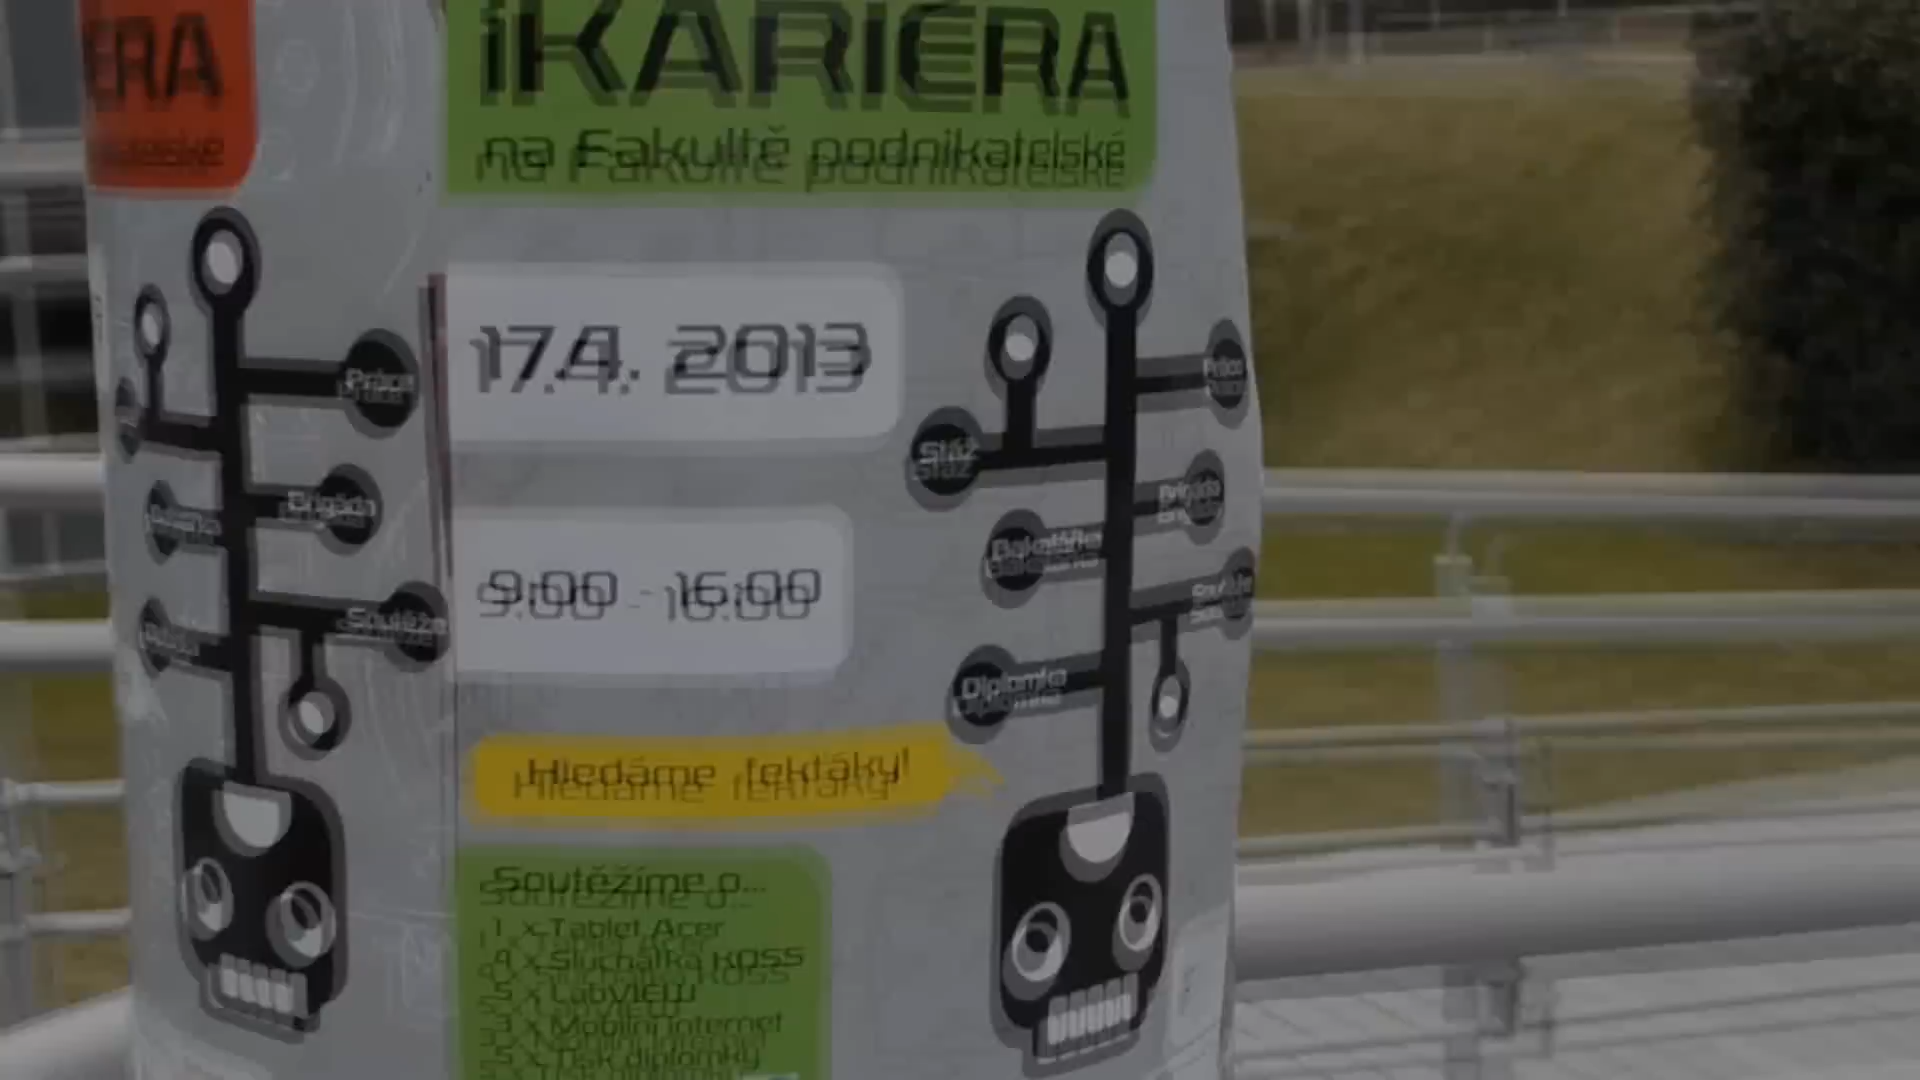 ERA
iKARIÉRA
na Fakultě podnikatelské
17.4. 2013
9:00 - 16:00
Hledáme fekťáky!
Soutěžíme o...
1 x Tablet Acer
4 x Sluchátka KOSS
5 x LabVIEW
3 x Mobilní internet
5 x Tisk diplomky
Práce
Brigáda
Soutěže
Práce
Stáž
Brigáda
Diplomka